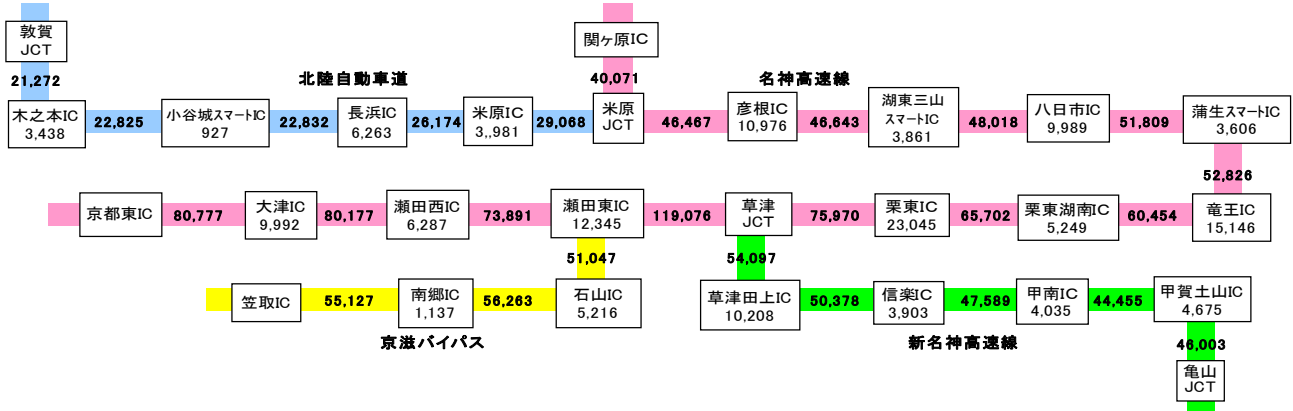 敦賀
JCT
関ヶ原IC
21,272
北陸自動車道
40,071
名神高速線
木之本IC
3,438
22,825
小谷城スマートIC
927
22,832
長浜IC
6,263
26,174
米原IC
3,,981
29,068
米原
JCT
46,467
彦根IC
10,976
46,643
湖東三山
スマートIC
3,861
48,018
八日市IC
9,989
51,809
蒲生スマートIC
3,606
52,826
京都東IC
80,777
大津IC
9,992
80,177
瀬田西IC
6,287
73,891
瀬田東IC
12,345
119,076
草津
JCT
75,970
栗東IC
23,045
65,702
栗東湖南IC
5,249
60,454
竜王IC
15,146
51,047
54,097
笠取IC
55,127
南郷IC
1,137
56,263
石山IC
5,216
草津田上IC
10,208
50,378
信楽IC
3,903
47,589
甲南IC
4,035
44,455
甲賀土山IC
4,675
京滋バイパス
新名神高速線
46,003
亀山
JCT